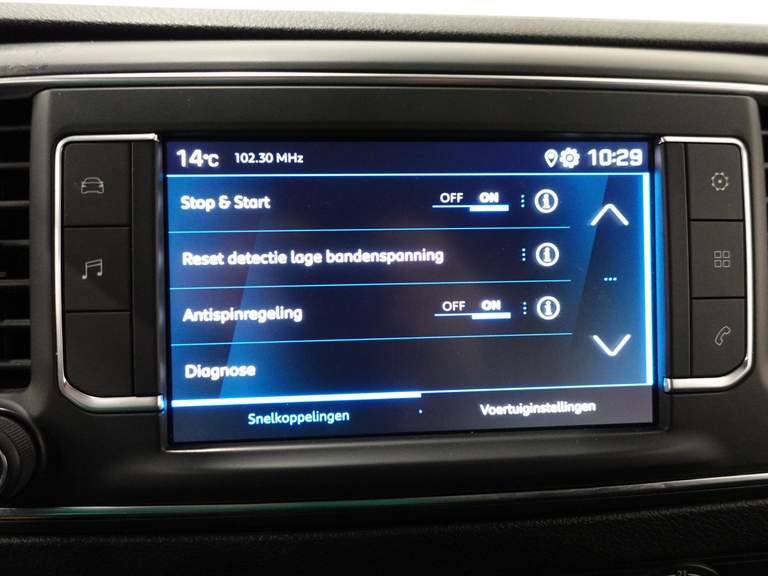 14°C 102.30 MHz 10:29
Stop & Start OFF ON
Reset detectie lage bandenspanning
Antispinregeling OFF ON
Diagnose
Snelkoppelingen Voertuiginstellingen